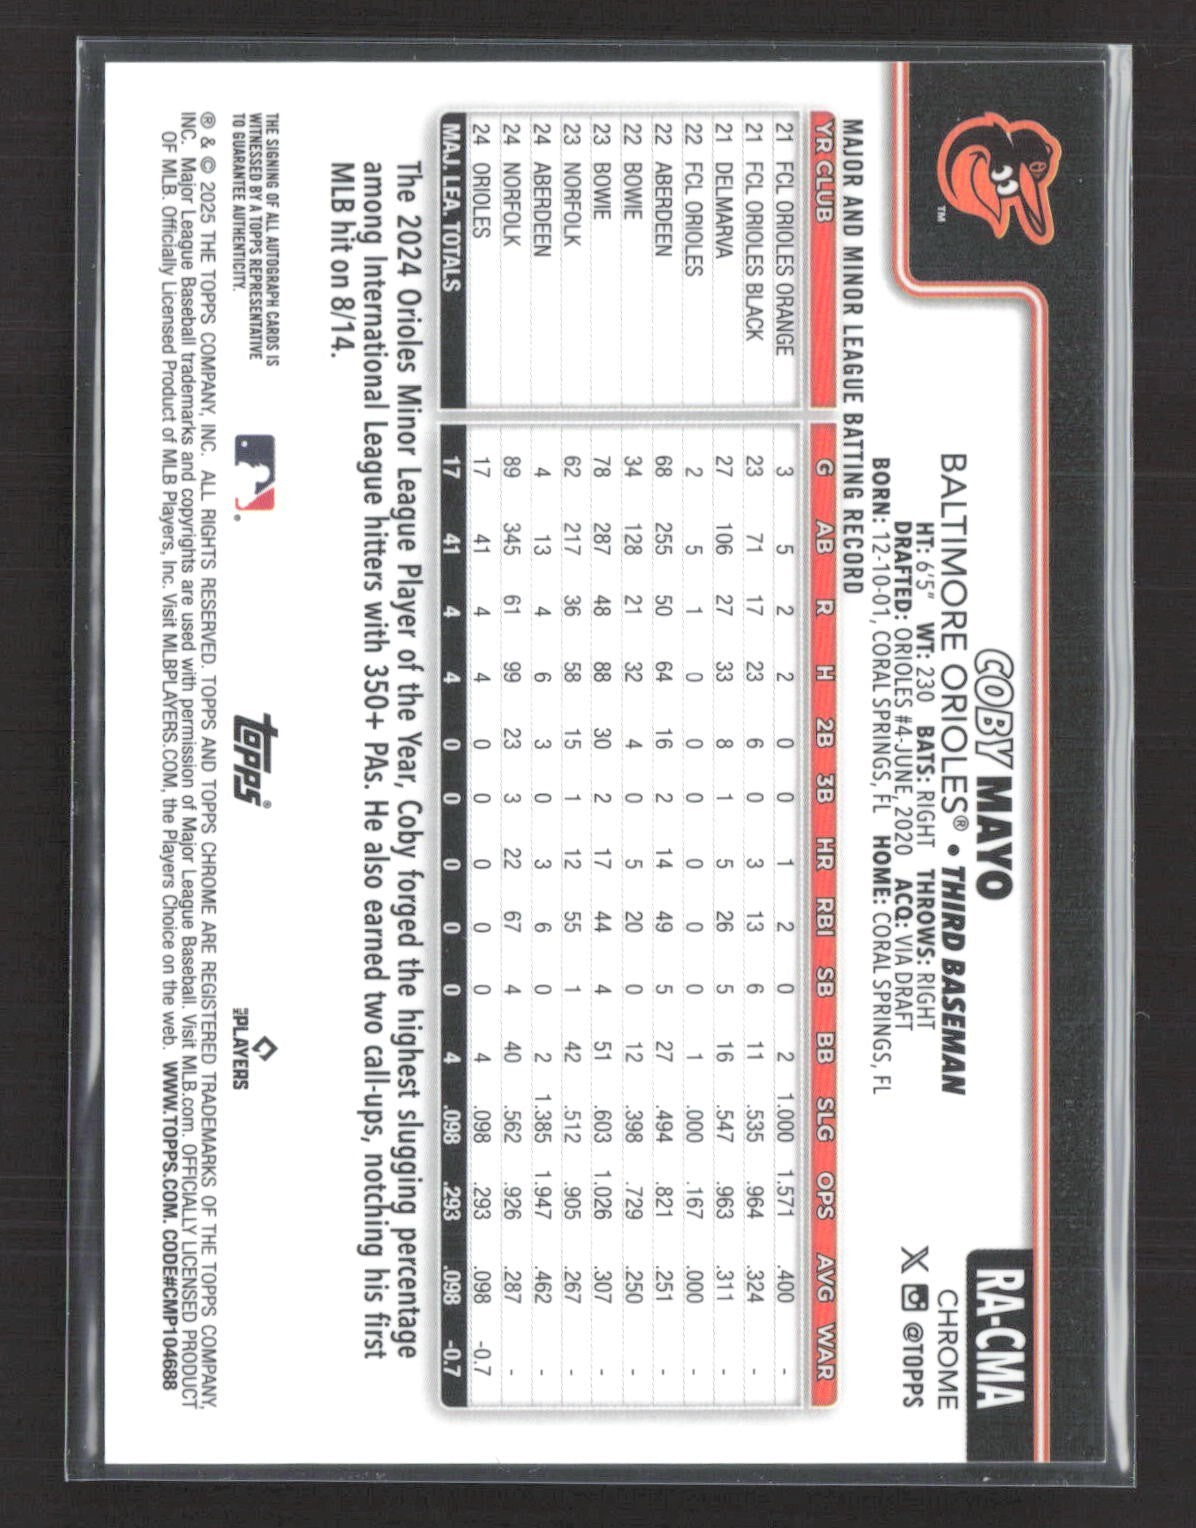 TM
RA-CMA
CHROME
@TOPPS
COBY MAYO
BALTIMORE ORIOLES® • THIRD BASEMAN
HT: 6'5" WT: 230 BATS: RIGHT THROWS: RIGHT
DRAFTED: ORIOLES #4-JUNE, 2020 ACQ: VIA DRAFT
BORN: 12-10-01, CORAL SPRINGS, FL HOME: CORAL SPRINGS, FL
MAJOR AND MINOR LEAGUE BATTING RECORD
YR CLUB G AB R H 2B 3B HR RBI SB BB SLG OPS AVG WAR
21 FCL ORIOLES ORANGE 3 5 2 2 0 0 1 2 0 2 1.000 1.571 .400 -
21 FCL ORIOLES BLACK 23 71 17 23 6 0 3 13 6 11 .535 .964 .324 -
21 DELMARVA 27 106 27 33 8 1 5 26 5 16 .547 .963 .311 -
22 FCL ORIOLES 2 5 1 0 0 0 0 0 0 1 .000 .167 .000 -
22 ABERDEEN 68 255 50 64 16 2 14 49 5 27 .494 .821 .251 -
22 BOWIE 34 128 21 32 4 0 5 20 0 12 .398 .729 .250 -
23 BOWIE 78 287 48 88 30 2 17 44 4 51 .603 1.026 .307 -
23 NORFOLK 62 217 36 58 15 1 12 55 1 42 .512 .905 .267 -
24 ABERDEEN 4 13 4 6 3 0 3 6 0 2 1.385 1.947 .462 -
24 NORFOLK 89 345 61 99 23 3 22 67 4 40 .562 .926 .287 -
24 ORIOLES 17 41 4 4 0 0 0 0 0 4 .098 .293 .098 -0.7
MAJ. LEA. TOTALS 17 41 4 4 0 0 0 0 0 4 .098 .293 .098 -0.7
The 2024 Orioles Minor League Player of the Year, Coby forged the highest slugging percentage
among International League hitters with 350+ PAs. He also earned two call-ups, notching his first
MLB hit on 8/14.
THE SIGNING OF ALL AUTOGRAPH CARDS IS
WITNESSED BY A TOPPS REPRESENTATIVE
TO GUARANTEE AUTHENTICITY.
topps®
MLB PLAYERS
® & © 2025 THE TOPPS COMPANY, INC. ALL RIGHTS RESERVED. TOPPS AND TOPPS CHROME ARE REGISTERED TRADEMARKS OF THE TOPPS COMPANY,
INC. Major League Baseball trademarks and copyrights are used with permission of Major League Baseball. Visit MLB.com. OFFICIALLY LICENSED PRODUCT
OF MLB. Officially Licensed Product of MLB Players, Inc. Visit MLBPLAYERS.COM, the Players Choice on the web. WWW.TOPPS.COM. CODE#CMP104688